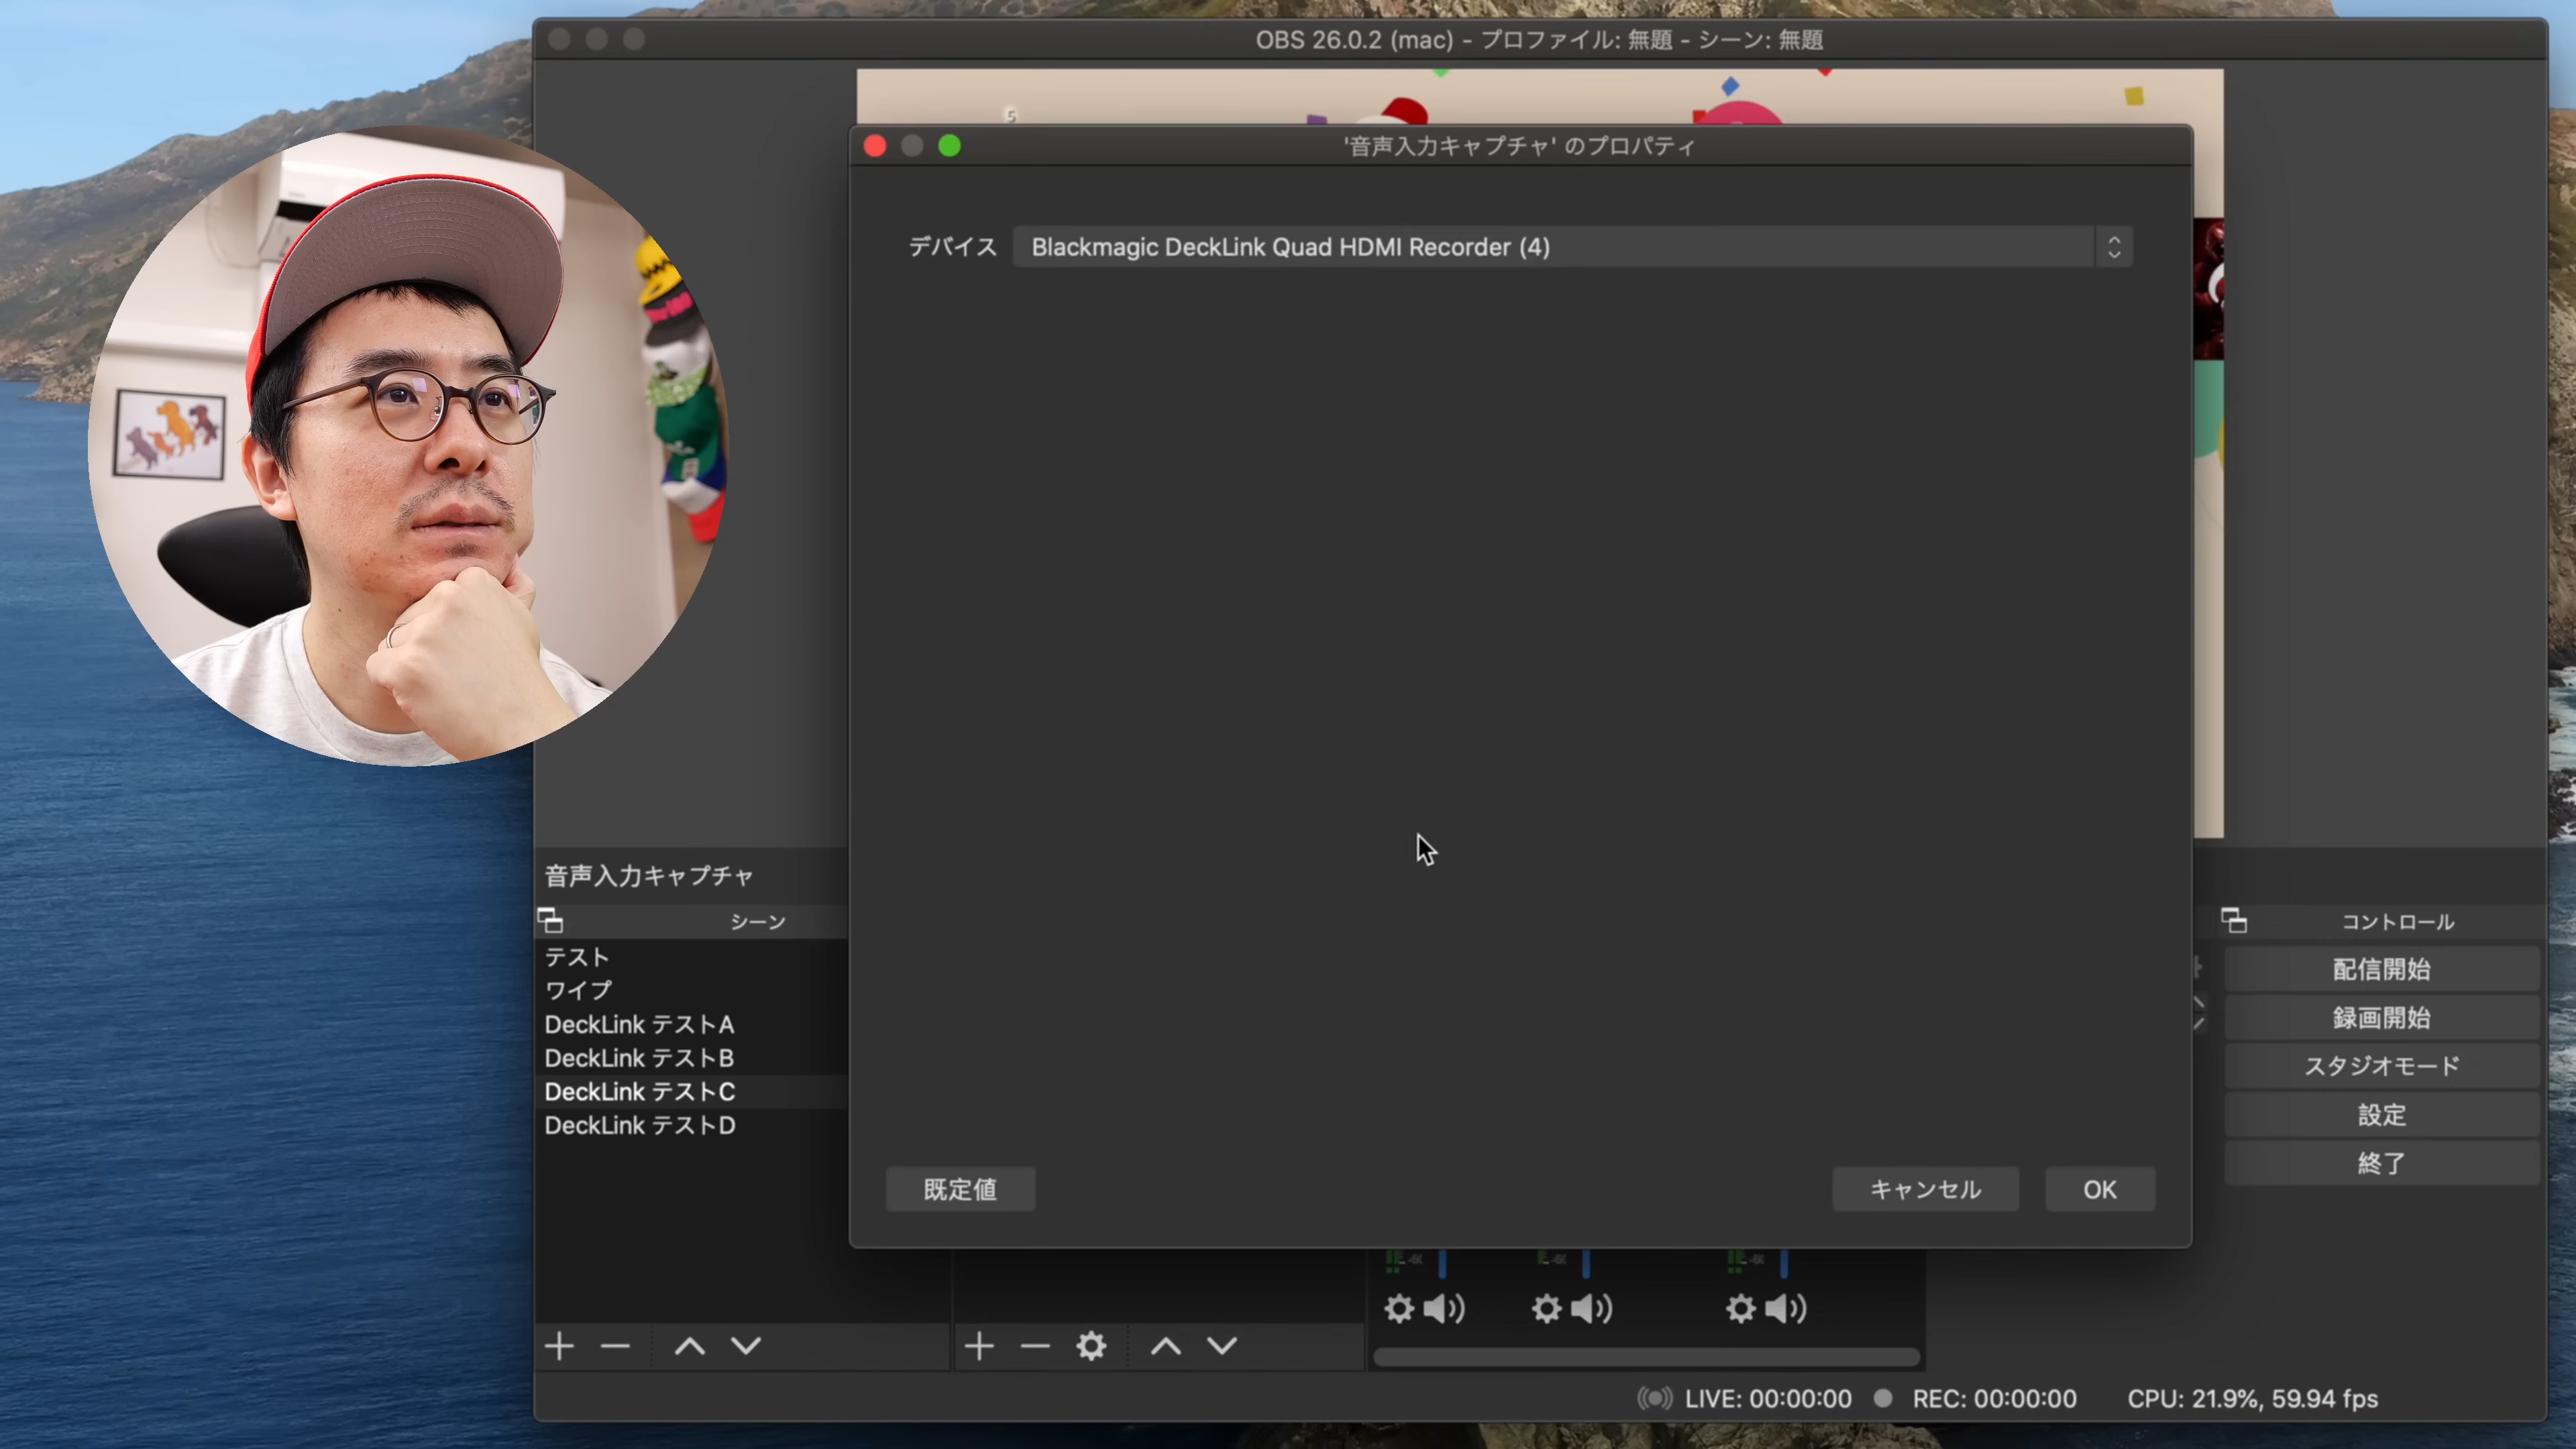 OBS 26.0.2 (mac) - プロファイル: 無題 - シーン: 無題
5
'音声入力キャプチャ' のプロパティ
デバイス
Blackmagic DeckLink Quad HDMI Recorder (4)
音声入力キャプチャ
シーン
テスト
ワイプ
DeckLink テストA
DeckLink テストB
DeckLink テストC
DeckLink テストD
コントロール
配信開始
録画開始
スタジオモード
設定
終了
既定値
キャンセル
OK
LIVE: 00:00:00
REC: 00:00:00
CPU: 21.9%, 59.94 fps